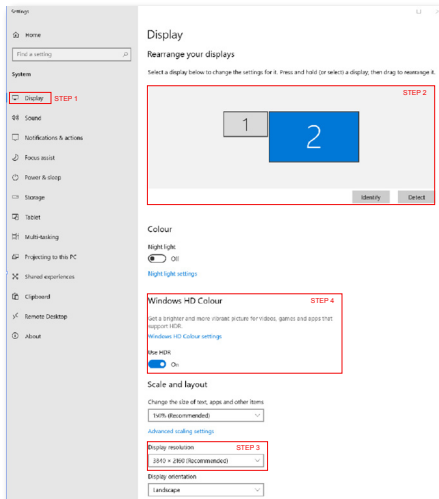 Settings
Home
Find a setting
System
Display
STEP 1
Sound
Notifications & actions
Focus assist
Power & sleep
Storage
Tablet
Multi-tasking
Projecting to this PC
Shared experiences
Clipboard
Remote Desktop
About
Display
Rearrange your displays
Select a display below to change the settings for it. Press and hold (or select) a display, then drag to rearrange it.
STEP 2
1
2
Identify
Detect
Colour
Night light
Off
Night light settings
Windows HD Colour
STEP 4
Get a brighter and more vibrant picture for videos, games and apps that
support HDR.
Windows HD Colour settings
Use HDR
On
Scale and layout
Change the size of text, apps and other items
150% (Recommended)
Advanced scaling settings
Display resolution
STEP 3
3840 × 2160 (Recommended)
Display orientation
Landscape